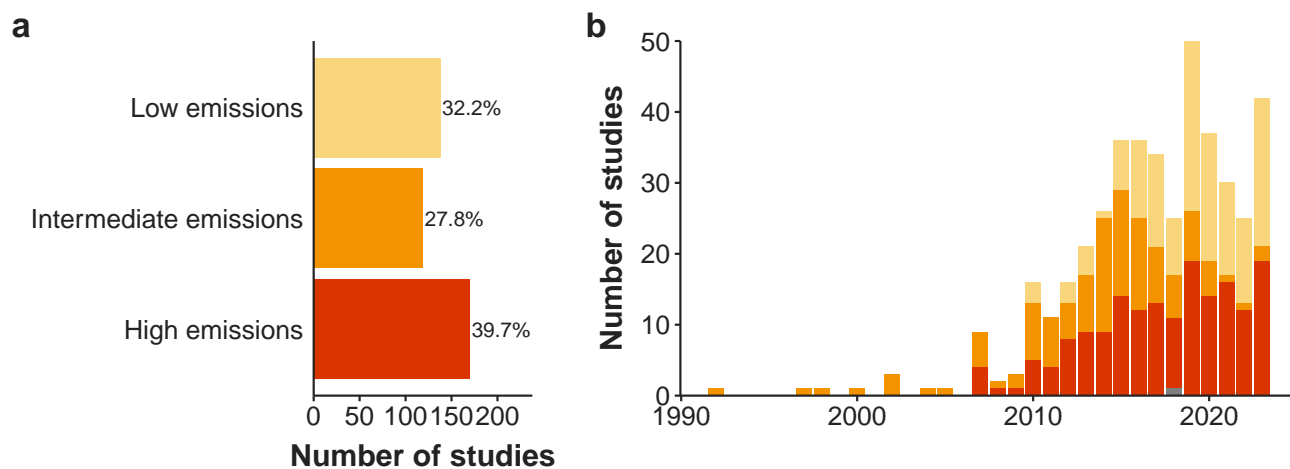 a
Low emissions
32.2%
Intermediate emissions
27.8%
High emissions
39.7%
0 50 100 150 200
Number of studies
b
Number of studies
50
40
30
20
10
0
1990 2000 2010 2020